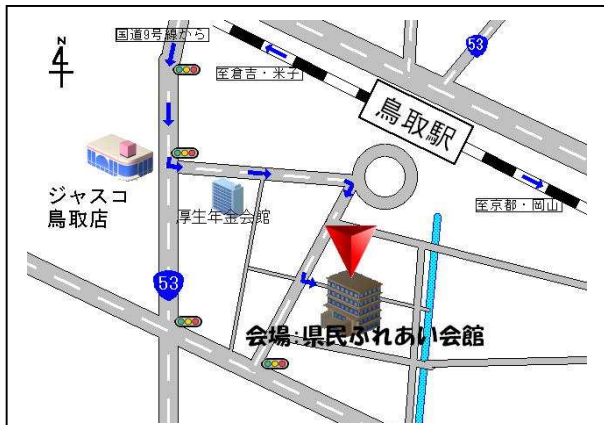 国道9号線から
53
N
至倉吉・米子
鳥取駅
ジャスコ
鳥取店
厚生年金会館
至京都・岡山
53
会場:県民ふれあい会館